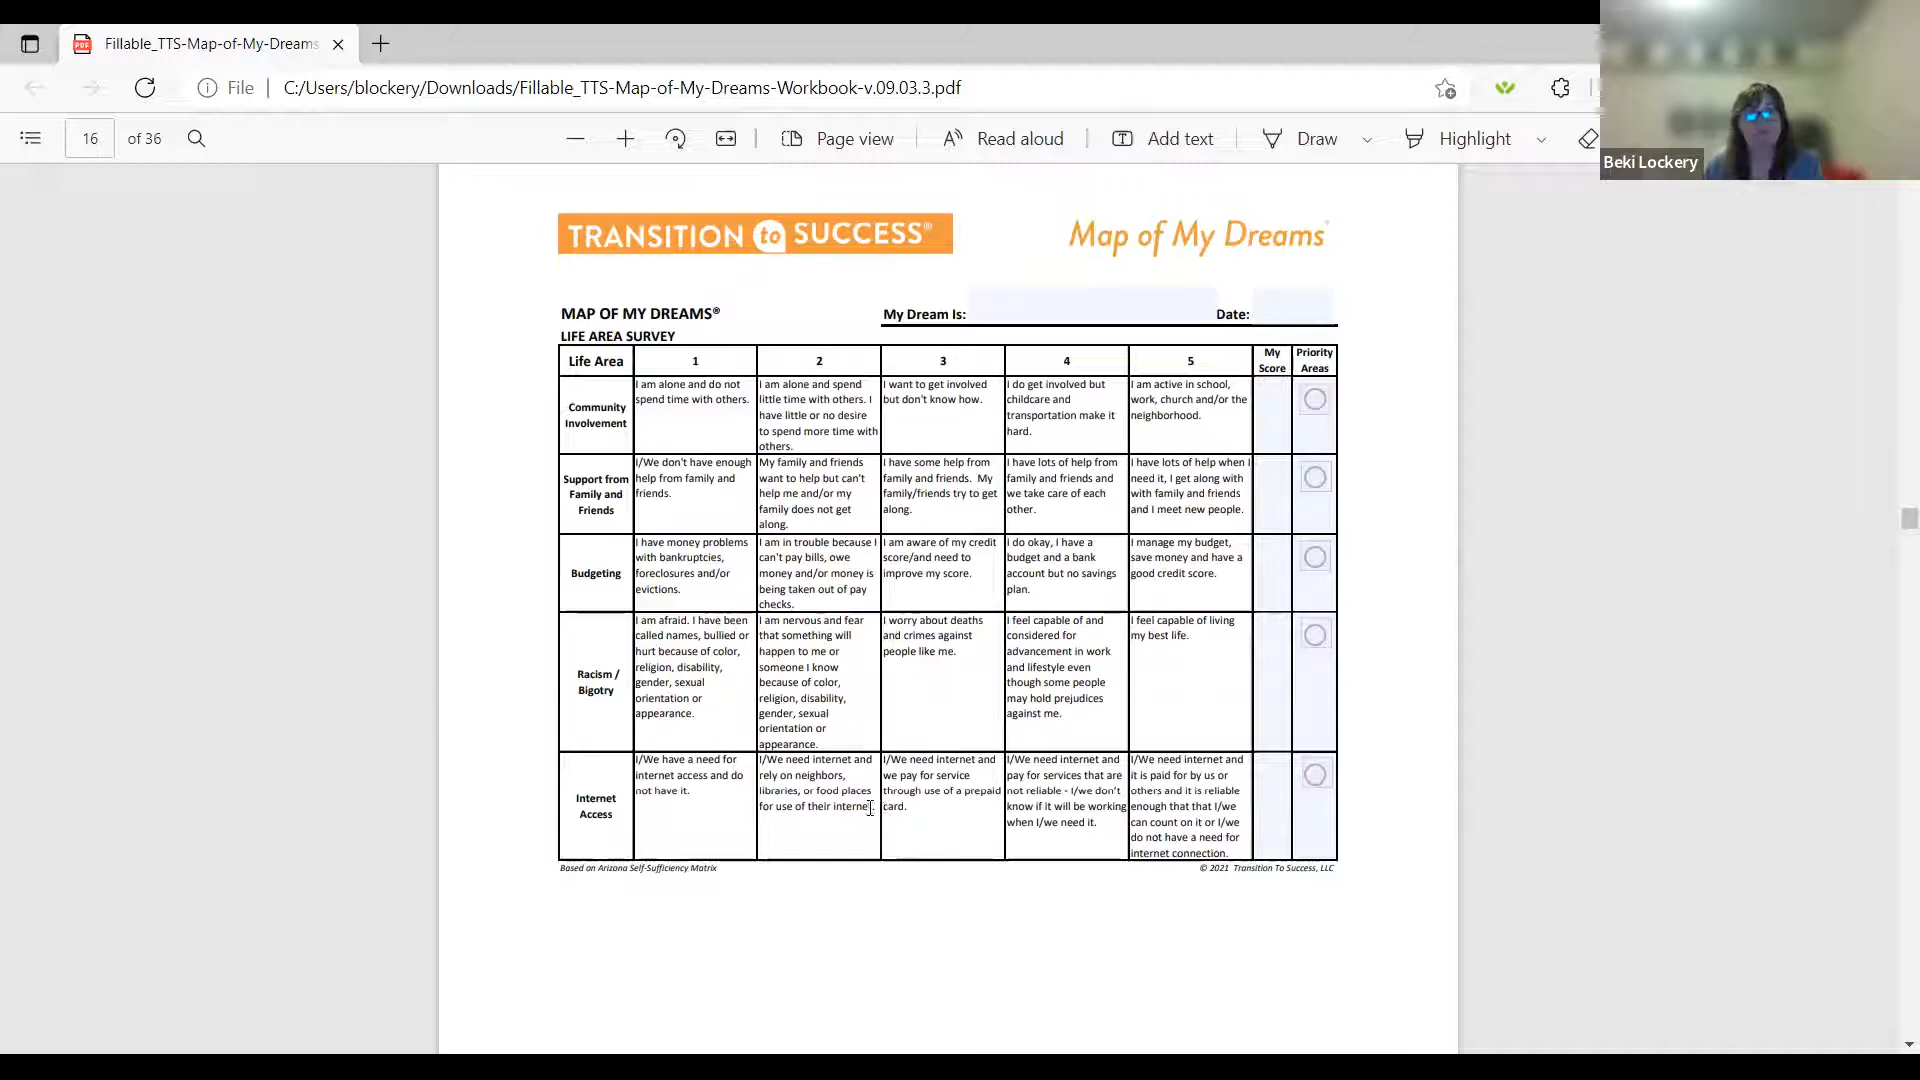 Fillable_TTS-Map-of-My-Dreams
File
C:/Users/blockery/Downloads/Fillable_TTS-Map-of-My-Dreams-Workbook-v.09.03.3.pdf
16 of 36
Page view
Read aloud
Add text
Draw
Highlight
Beki Lockery
TRANSITION to SUCCESS®
Map of My Dreams
MAP OF MY DREAMS®
My Dream Is:
Date:
LIFE AREA SURVEY
Life Area
1
2
3
4
5
My
Score
Priority
Areas
Community
Involvement
I am alone and do not
spend time with others.
I am alone and spend
little time with others. I
have little or no desire
to spend more time with
others.
I want to get involved
but don't know how.
I do get involved but
childcare and
transportation make it
hard.
I am active in school,
work, church and/or the
neighborhood.
Support from
Family and
Friends
I/We don't have enough
help from family and
friends.
My family and friends
want to help but can't
help me and/or my
family does not get
along.
I have some help from
family and friends. My
family/friends try to get
along.
I have lots of help from
family and friends and
we take care of each
other.
I have lots of help when I
need it, I get along with
with family and friends
and I meet new people.
Budgeting
I have money problems
with bankruptcies,
foreclosures and/or
evictions.
I am in trouble because I
can't pay bills, owe
money and/or money is
being taken out of pay
checks.
I am aware of my credit
score/and need to
improve my score.
I do okay, I have a
budget and a bank
account but no savings
plan.
I manage my budget,
save money and have a
good credit score.
Racism /
Bigotry
I am afraid. I have been
called names, bullied or
hurt because of color,
religion, disability,
gender, sexual
orientation or
appearance.
I am nervous and fear
that something will
happen to me or
someone I know
because of color,
religion, disability,
gender, sexual
orientation or
appearance.
I worry about deaths
and crimes against
people like me.
I feel capable of and
considered for
advancement in work
and lifestyle even
though some people
may hold prejudices
against me.
I feel capable of living
my best life.
Internet
Access
I/We have a need for
internet access and do
not have it.
I/We need internet and
rely on neighbors,
libraries, or food places
for use of their internet.
I/We need internet and
we pay for service
through use of a prepaid
card.
I/We need internet and
pay for services that are
not reliable - I/we don't
know if it will be working
when I/we need it.
I/We need internet and
it is paid for by us or
others and it is reliable
enough that that I/we
can count on it or I/we
do not have a need for
internet connection.
Based on Arizona Self-Sufficiency Matrix
© 2021 Transition To Success, LLC